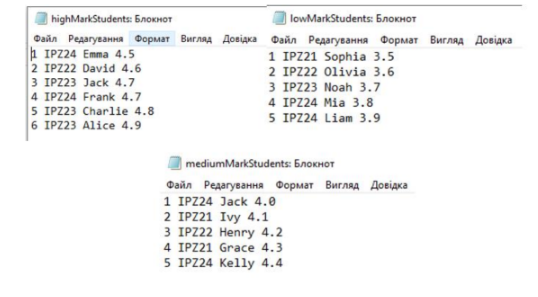 highMarkStudents: Блокнот
Файл Редагування Формат Вигляд Довідка
1 IPZ24 Emma 4.5
2 IPZ22 David 4.6
3 IPZ23 Jack 4.7
4 IPZ24 Frank 4.7
5 IPZ23 Charlie 4.8
6 IPZ23 Alice 4.9
lowMarkStudents: Блокнот
Файл Редагування Формат Вигляд Довідка
1 IPZ21 Sophia 3.5
2 IPZ22 Olivia 3.6
3 IPZ23 Noah 3.7
4 IPZ24 Mia 3.8
5 IPZ24 Liam 3.9
mediumMarkStudents: Блокнот
Файл Редагування Формат Вигляд Довідка
1 IPZ24 Jack 4.0
2 IPZ21 Ivy 4.1
3 IPZ22 Henry 4.2
4 IPZ21 Grace 4.3
5 IPZ24 Kelly 4.4